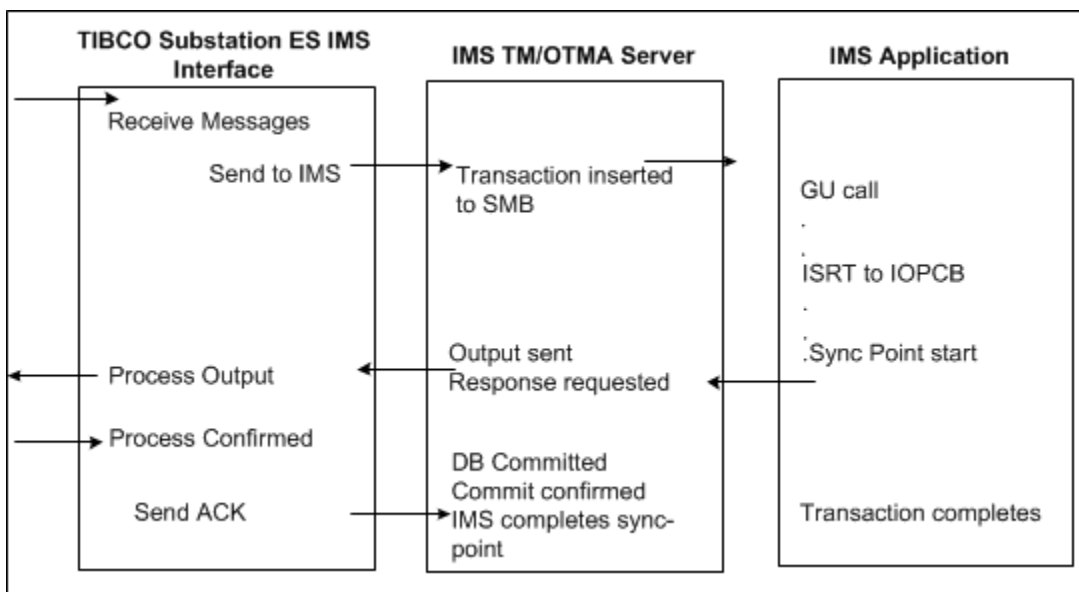 TIBCO Substation ES IMS
Interface
Receive Messages
Send to IMS
Process Output
Process Confirmed
Send ACK
IMS TM/OTMA Server
Transaction inserted
to SMB
Output sent
Response requested
DB Committed
Commit confirmed
IMS completes sync-
point
IMS Application
GU call
.
.
ISRT to IOPCB
.
.
.Sync Point start
Transaction completes